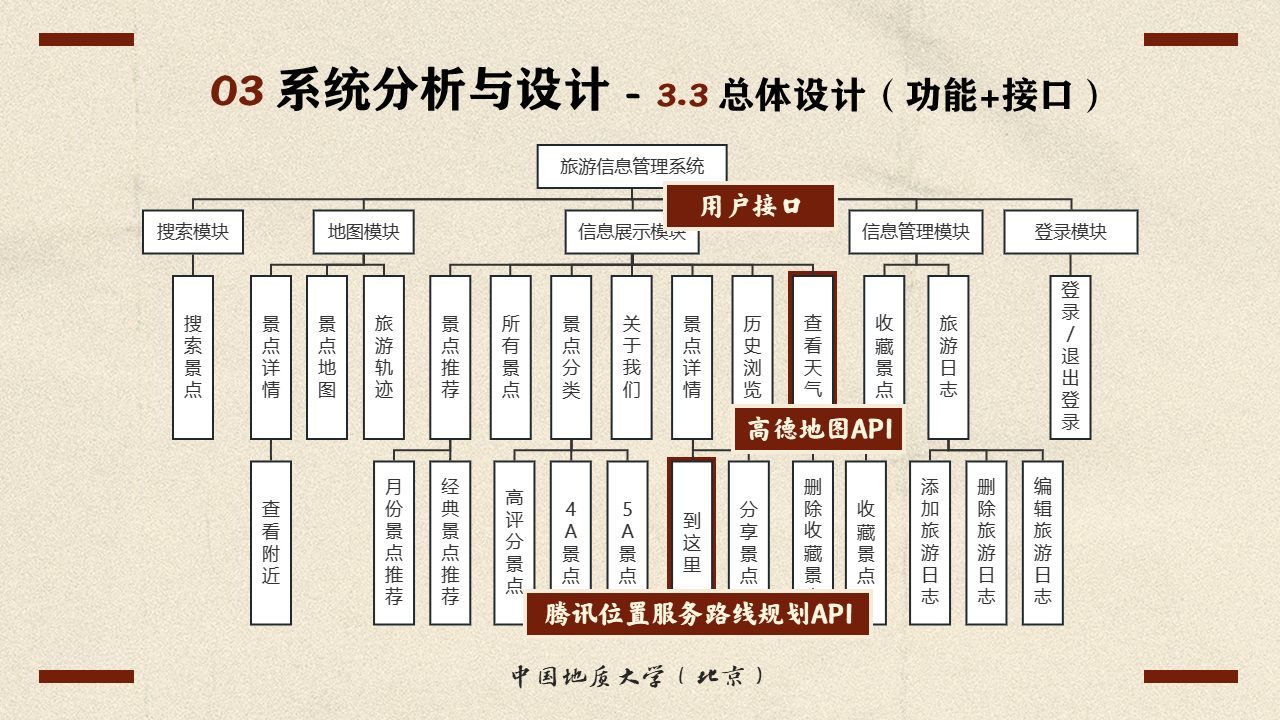 03 系统分析与设计 - 3.3 总体设计（功能+接口）
旅游信息管理系统
用户接口
搜索模块
地图模块
信息展示模块
信息管理模块
登录模块
搜索景点
景点详情
景点地图
旅游轨迹
景点推荐
所有景点
景点分类
关于我们
景点详情
历史浏览
查看天气
收藏景点
旅游日志
登录/退出登录
高德地图API
查看附近
月份景点推荐
经典景点推荐
高评分景点
4A景点
5A景点
到这里
分享景点
删除收藏景
收藏景点
添加旅游日志
删除旅游日志
编辑旅游日志
腾讯位置服务路线规划API
中国地质大学（北京）